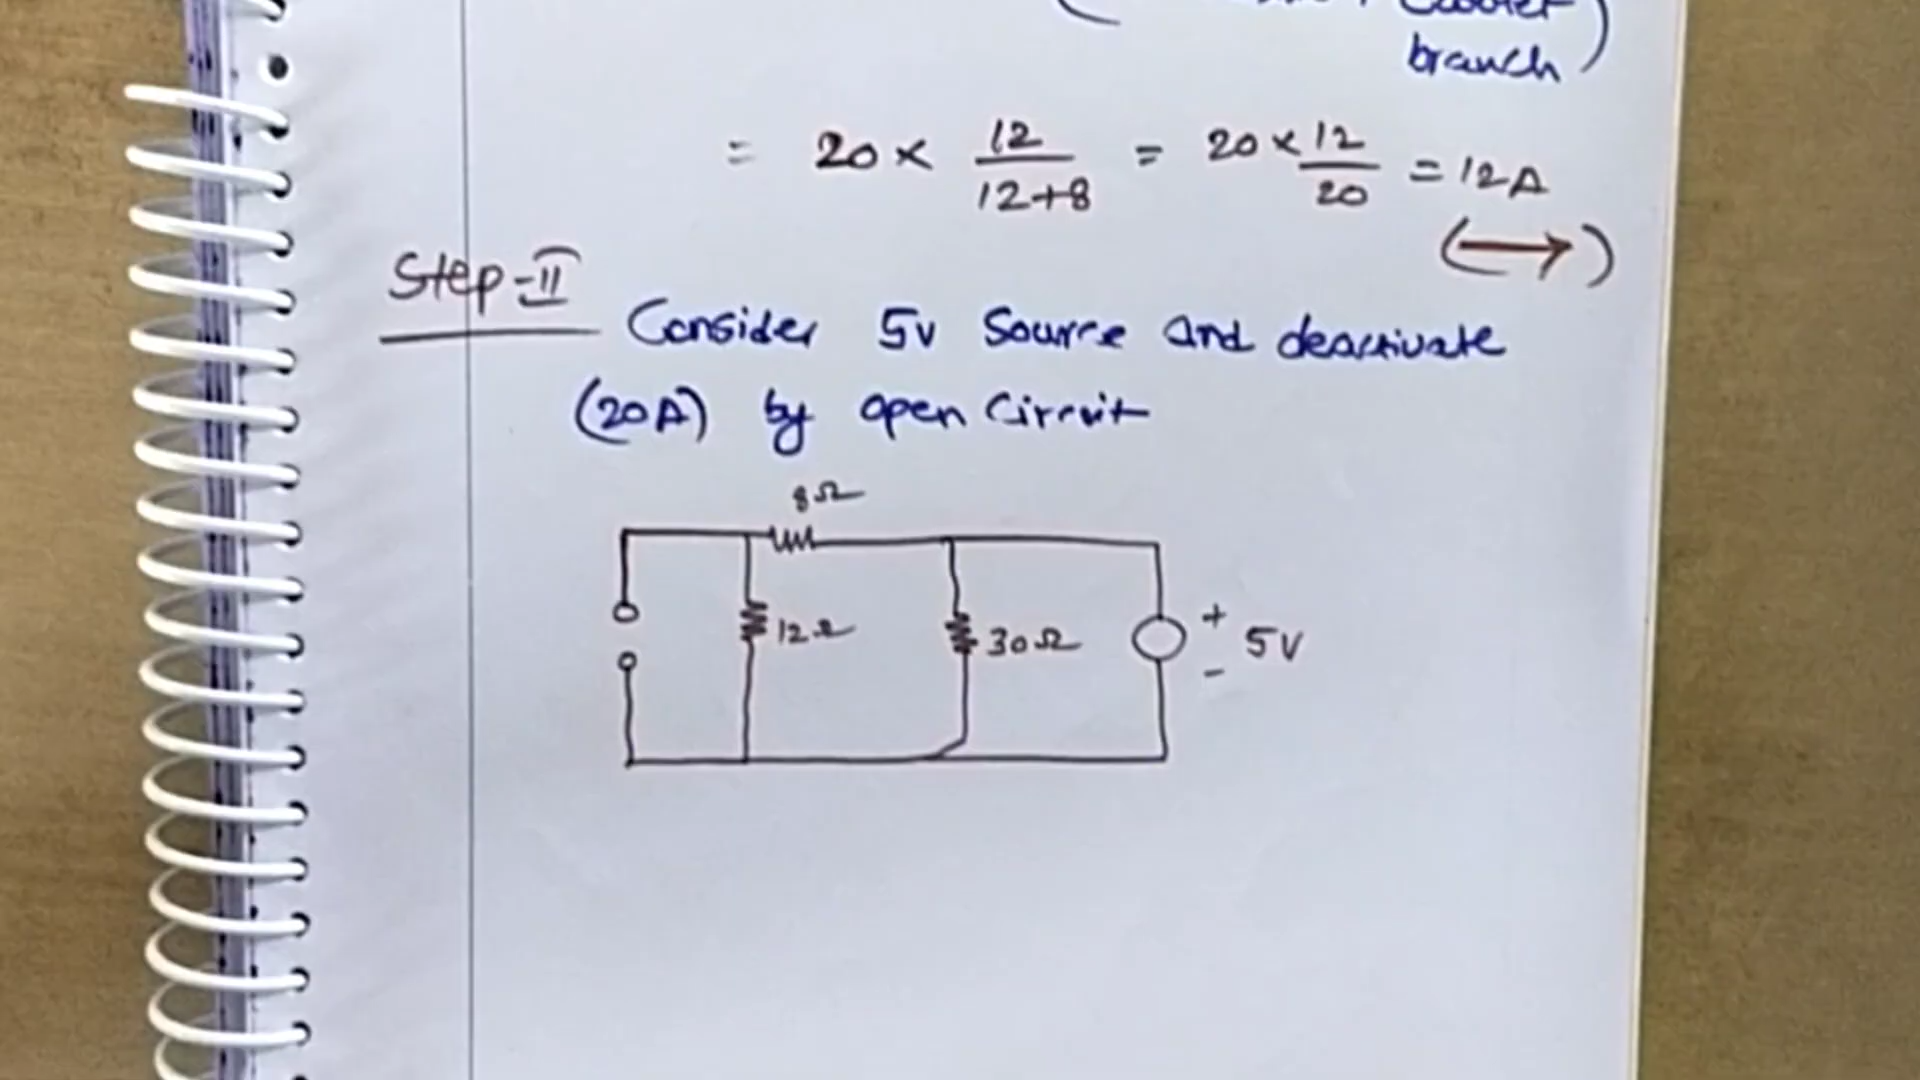 branch)
= 20 × 12/12+8 = 20×12/20 = 12A
(→)
Step-II Consider 5v Source and deactivate
(20A) by open Circuit
8Ω
12Ω
30Ω
+
5V
-